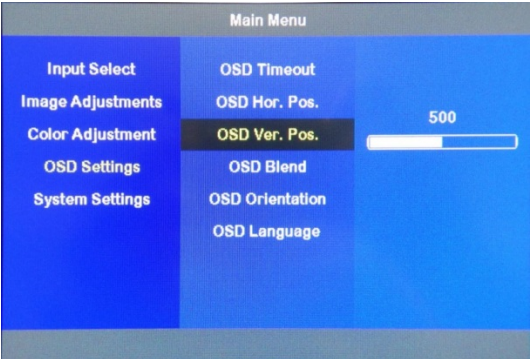 Main Menu
Input Select
Image Adjustments
Color Adjustment
OSD Settings
System Settings
OSD Timeout
OSD Hor. Pos.
OSD Ver. Pos.
OSD Blend
OSD Orientation
OSD Language
500